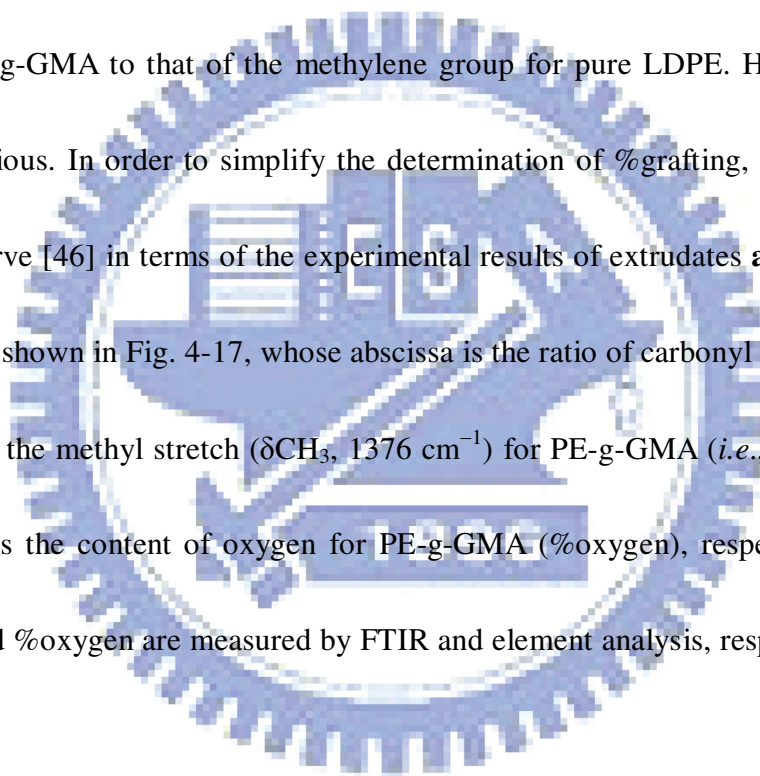 g-GMA to that of the methylene group for pure LDPE. H
ious. In order to simplify the determination of %grafting,
rve [46] in terms of the experimental results of extrudates a
shown in Fig. 4-17, whose abscissa is the ratio of carbonyl
the methyl stretch (δCH₃, 1376 cm⁻¹) for PE-g-GMA (i.e.,
s the content of oxygen for PE-g-GMA (%oxygen), respe
d %oxygen are measured by FTIR and element analysis, resp